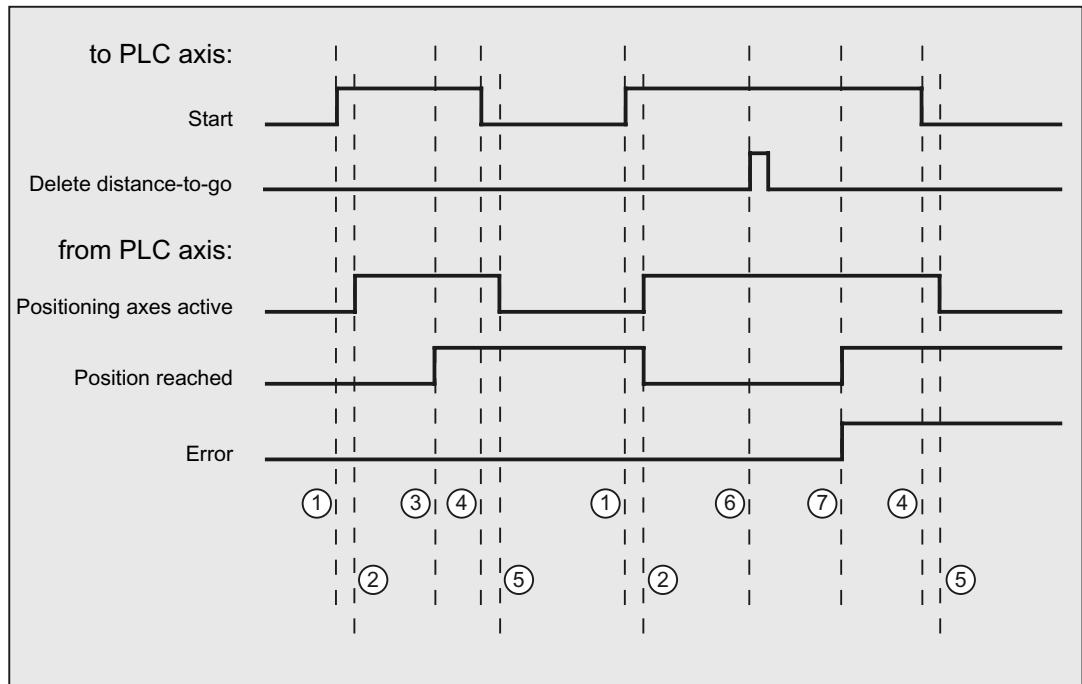 to PLC axis:
Start
Delete distance-to-go
from PLC axis:
Positioning axes active
Position reached
Error
① ③ ④ ① ⑥ ⑦ ④
② ⑤ ② ⑤